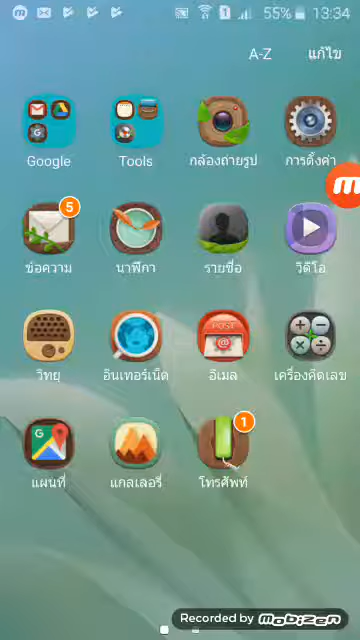 55% 13:34
A-Z แก้ไข
Google Tools กล้องถ่ายรูป การตั้งค่า
5
ข้อความ นาฬิกา รายชื่อ วิดีโอ
POST
วิทยุ อินเทอร์เน็ต อีเมล เครื่องคิดเลข
1
แผนที่ แกลเลอรี่ โทรศัพท์
Recorded by mobizen